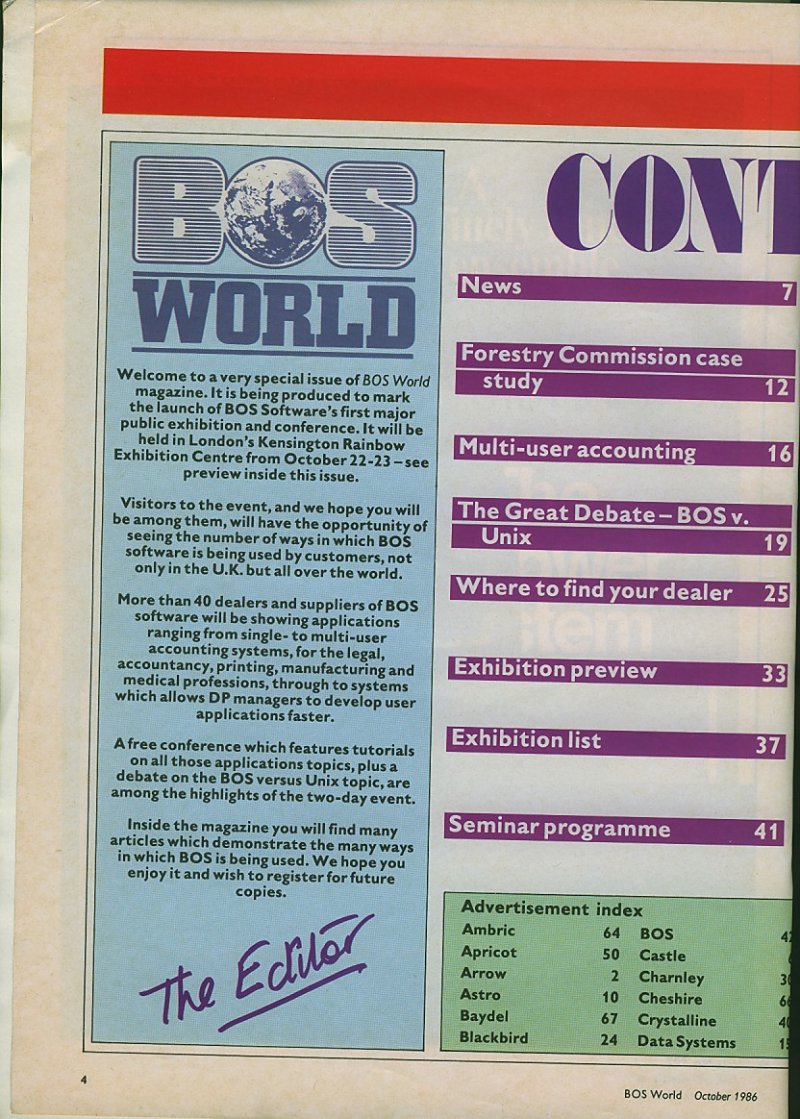 BOS
WORLD
Welcome to a very special issue of BOS World
magazine. It is being produced to mark
the launch of BOS Software's first major
public exhibition and conference. It will be
held in London's Kensington Rainbow
Exhibition Centre from October 22-23 – see
preview inside this issue.
Visitors to the event, and we hope you will
be among them, will have the opportunity of
seeing the number of ways in which BOS
software is being used by customers, not
only in the U.K. but all over the world.
More than 40 dealers and suppliers of BOS
software will be showing applications
ranging from single- to multi-user
accounting systems, for the legal,
accountancy, printing, manufacturing and
medical professions, through to systems
which allows DP managers to develop user
applications faster.
A free conference which features tutorials
on all those applications topics, plus a
debate on the BOS versus Unix topic, are
among the highlights of the two-day event.
Inside the magazine you will find many
articles which demonstrate the many ways
in which BOS is being used. We hope you
enjoy it and wish to register for future
copies.
The Editor
CONT
News 7
Forestry Commission case
study 12
Multi-user accounting 16
The Great Debate – BOS v.
Unix 19
Where to find your dealer 25
Exhibition preview 33
Exhibition list 37
Seminar programme 41
Advertisement index
Ambric 64 BOS
Apricot 50 Castle
Arrow 2 Charnley
Astro 10 Cheshire
Baydel 67 Crystalline
Blackbird 24 Data Systems
4
BOS World October 1986